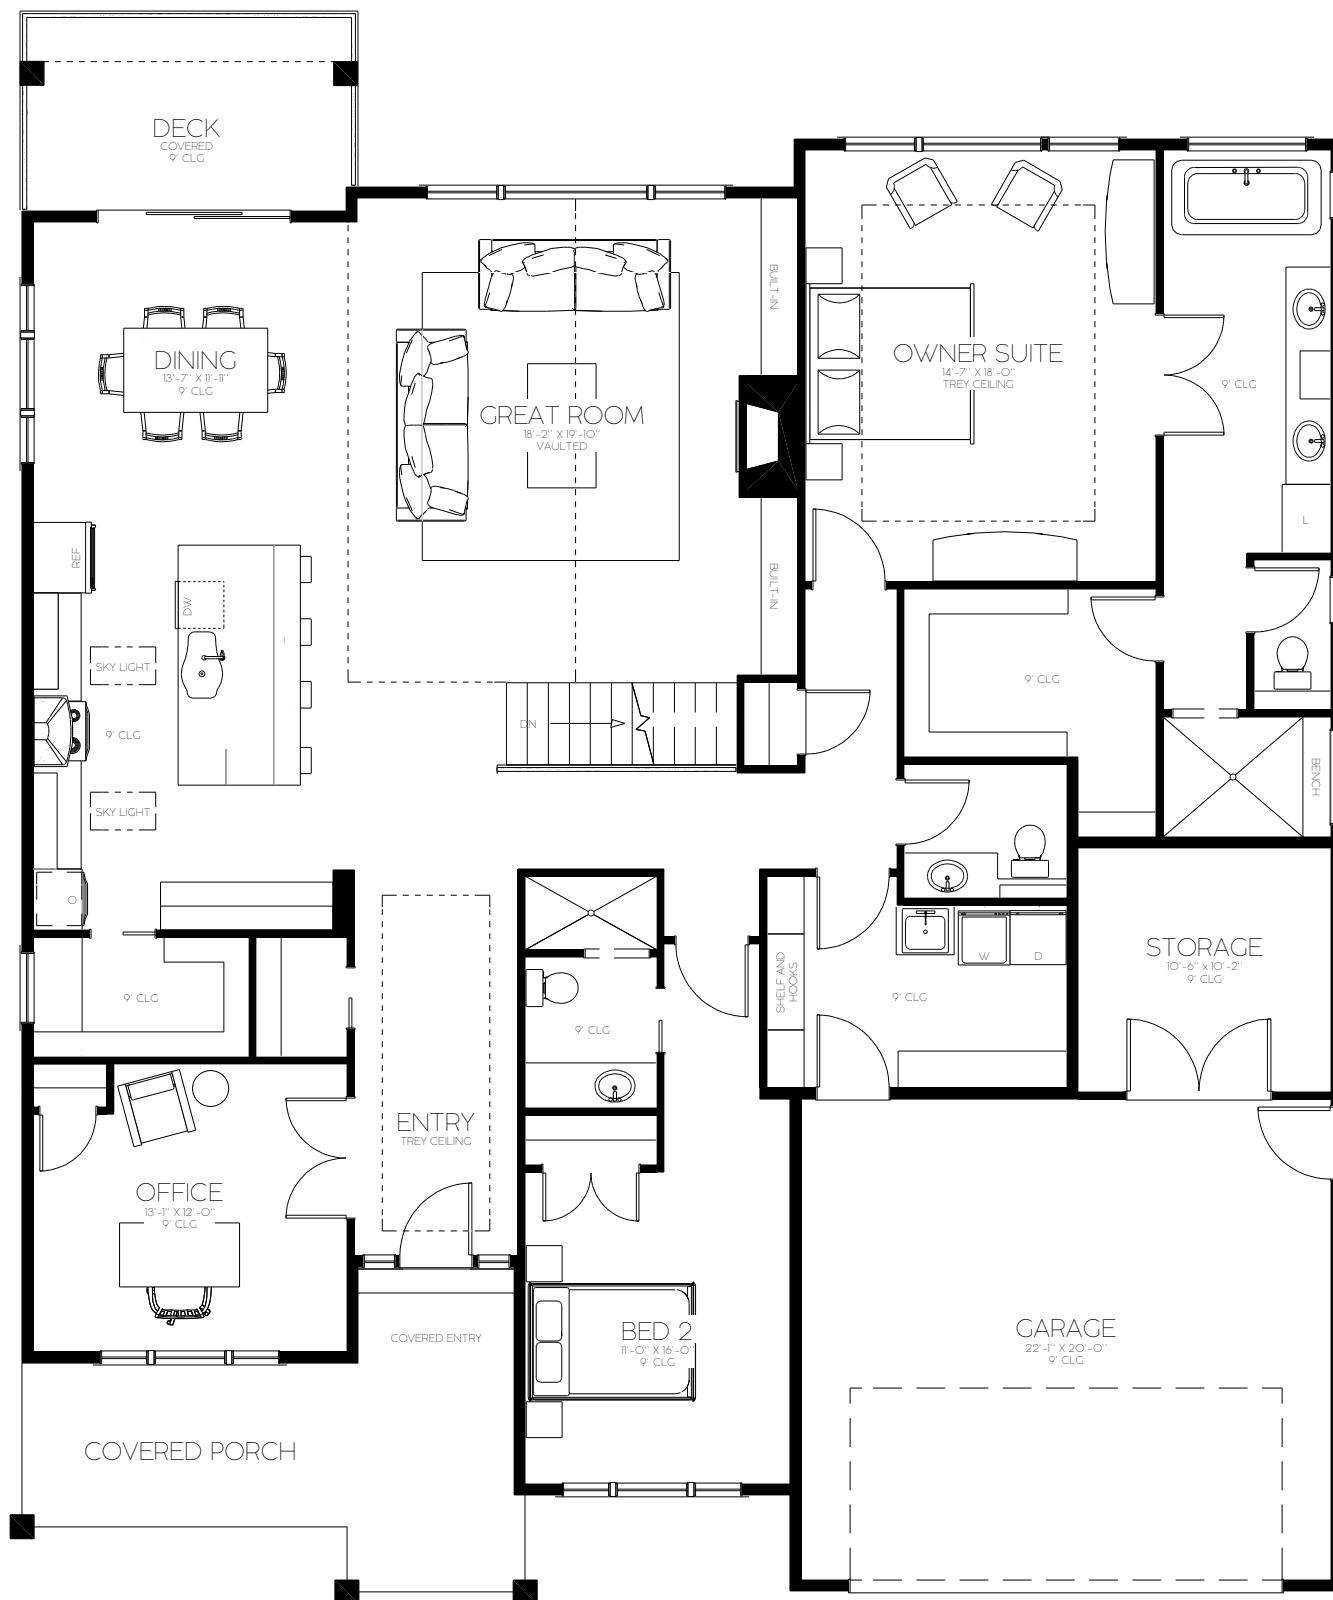 DECK
COVERED
9' CLG
BUILT-IN
DINING
13'-7" X 11'-11"
9' CLG
OWNER SUITE
14'-7" X 18'-0"
TREY CEILING
9' CLG
GREAT ROOM
18'-2" X 19'-10"
VAULTED
L
REF
BUILT-IN
DW
SKY LIGHT
9' CLG
DN
9' CLG
BENCH
SKY LIGHT
O
STORAGE
10'-6" x 10'-2"
9' CLG
W
D
SHELF AND
HOOKS
9' CLG
9' CLG
9' CLG
ENTRY
TREY CEILING
OFFICE
13'-1" X 12'-0"
9' CLG
COVERED ENTRY
BED 2
11'-0" X 16'-0"
9' CLG
GARAGE
22'-1" X 20'-0"
9' CLG
COVERED PORCH